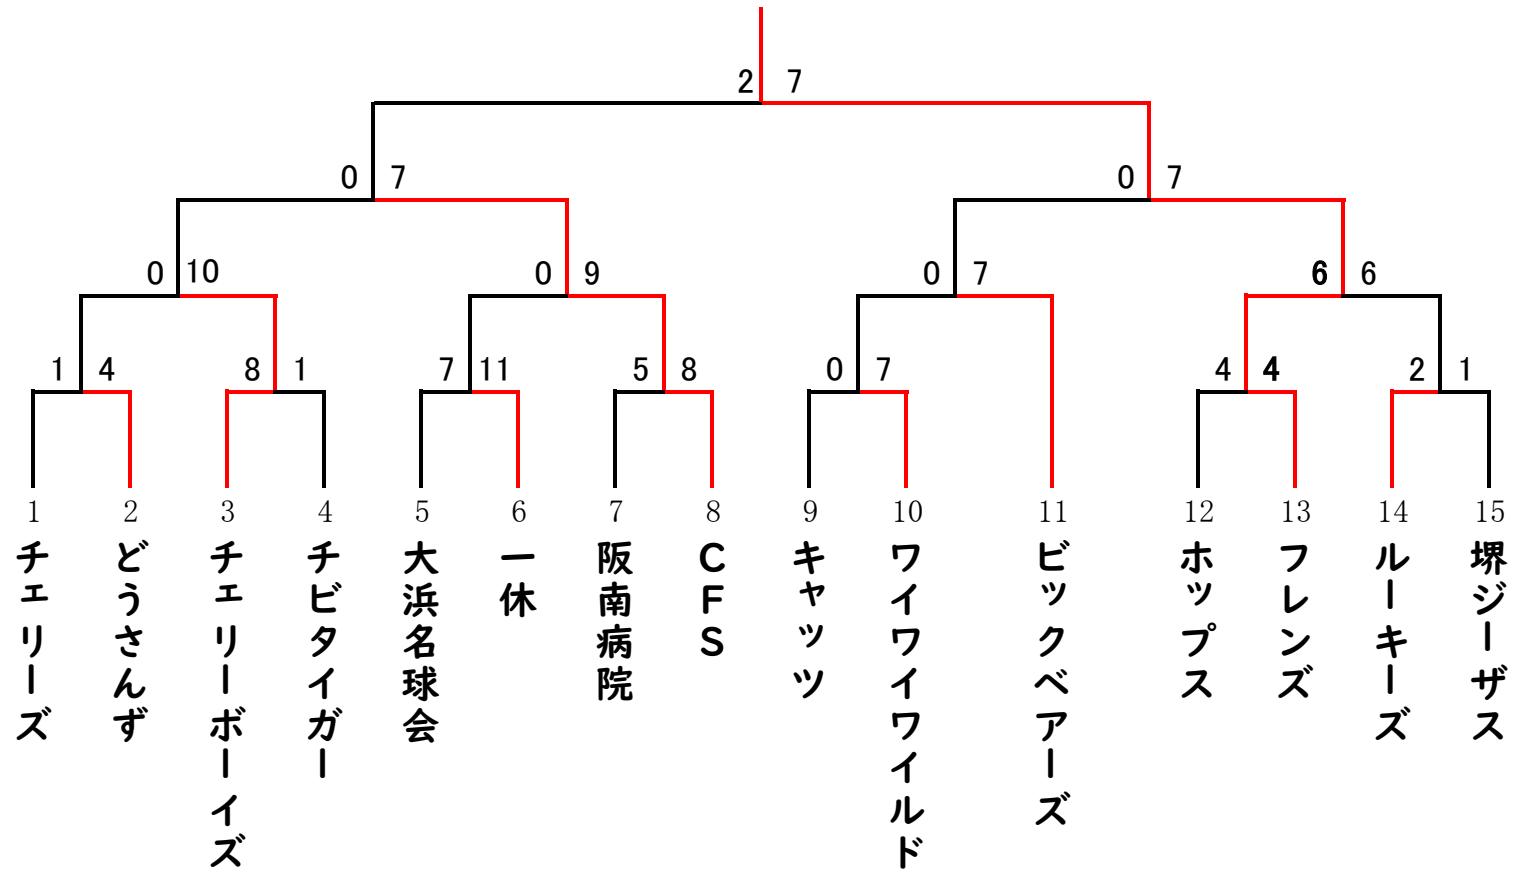 2 7
0 7
0 7
0 10
0 9
0 7
6 6
1 4
8 1
7 11
5 8
0 7
4 4
2 1
1
2
3
4
5
6
7
8
9
10
11
12
13
14
15
チェリーズ
どうさんず
チェリーボーイズ
チビタイガー
大浜名球会
一休
阪南病院
CFS
キャッツ
ワイワイワイルド
ビックベアーズ
ホップス
フレンズ
ルーキーズ
堺ジーザス